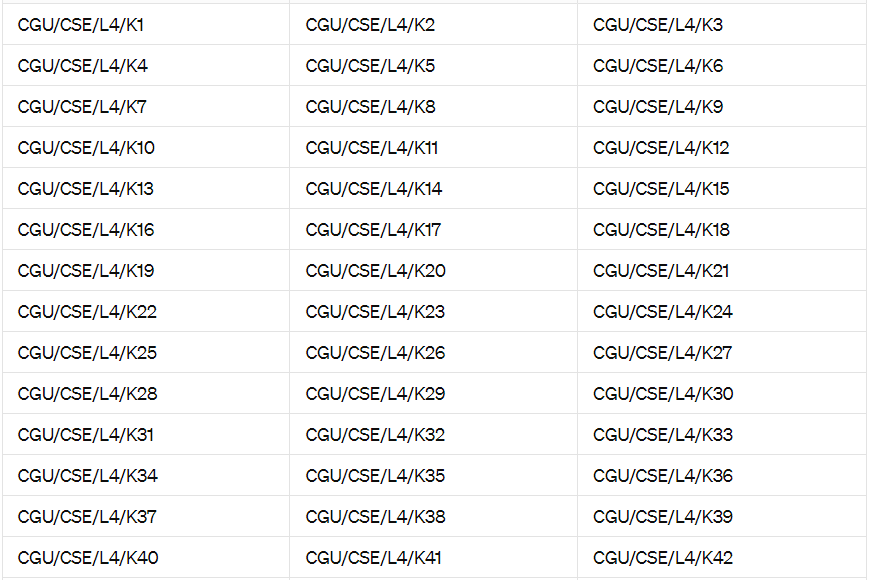 CGU/CSE/L4/K1 CGU/CSE/L4/K2 CGU/CSE/L4/K3
CGU/CSE/L4/K4 CGU/CSE/L4/K5 CGU/CSE/L4/K6
CGU/CSE/L4/K7 CGU/CSE/L4/K8 CGU/CSE/L4/K9
CGU/CSE/L4/K10 CGU/CSE/L4/K11 CGU/CSE/L4/K12
CGU/CSE/L4/K13 CGU/CSE/L4/K14 CGU/CSE/L4/K15
CGU/CSE/L4/K16 CGU/CSE/L4/K17 CGU/CSE/L4/K18
CGU/CSE/L4/K19 CGU/CSE/L4/K20 CGU/CSE/L4/K21
CGU/CSE/L4/K22 CGU/CSE/L4/K23 CGU/CSE/L4/K24
CGU/CSE/L4/K25 CGU/CSE/L4/K26 CGU/CSE/L4/K27
CGU/CSE/L4/K28 CGU/CSE/L4/K29 CGU/CSE/L4/K30
CGU/CSE/L4/K31 CGU/CSE/L4/K32 CGU/CSE/L4/K33
CGU/CSE/L4/K34 CGU/CSE/L4/K35 CGU/CSE/L4/K36
CGU/CSE/L4/K37 CGU/CSE/L4/K38 CGU/CSE/L4/K39
CGU/CSE/L4/K40 CGU/CSE/L4/K41 CGU/CSE/L4/K42